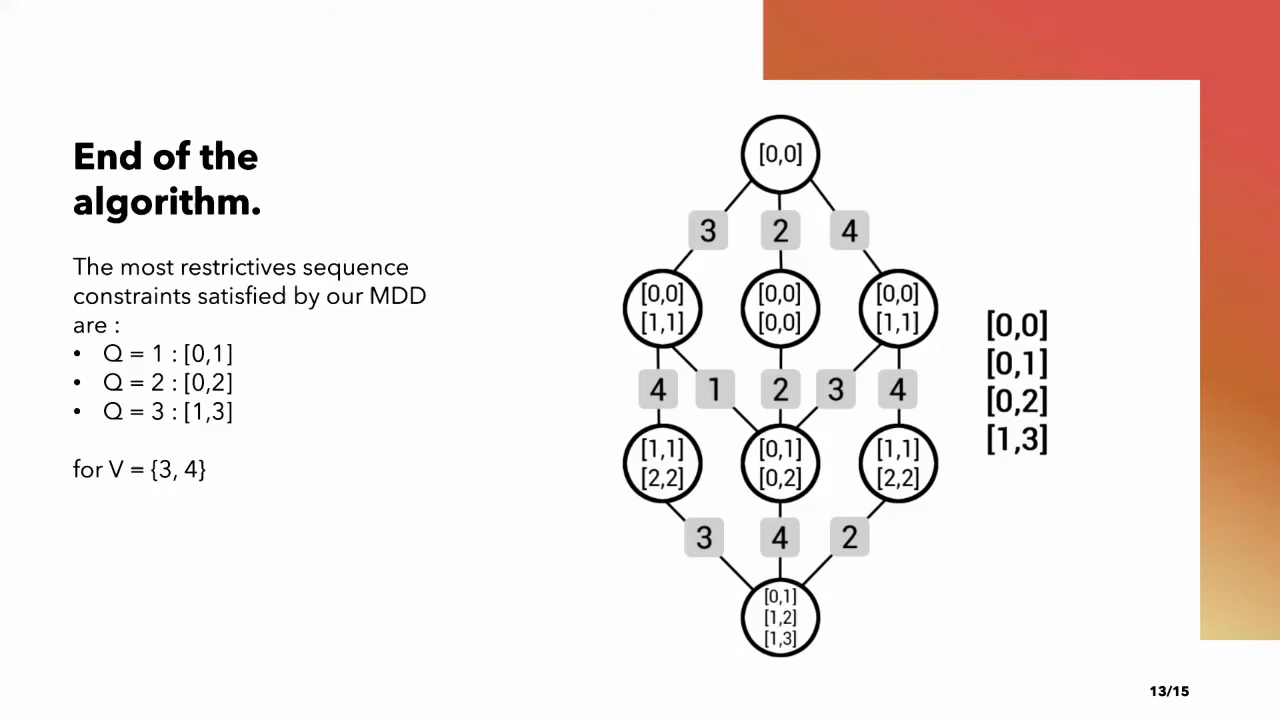 End of the
algorithm.
The most restrictives sequence
constraints satisfied by our MDD
are :
• Q = 1 : [0,1]
• Q = 2 : [0,2]
• Q = 3 : [1,3]
for V = {3, 4}
[0,0]
3 2 4
[0,0] [0,0] [0,0]
[1,1] [0,0] [1,1]
4 1 2 3 4
[1,1] [0,1] [1,1]
[2,2] [0,2] [2,2]
3 4 2
[0,1]
[1,2]
[1,3]
[0,0]
[0,1]
[0,2]
[1,3]
13/15